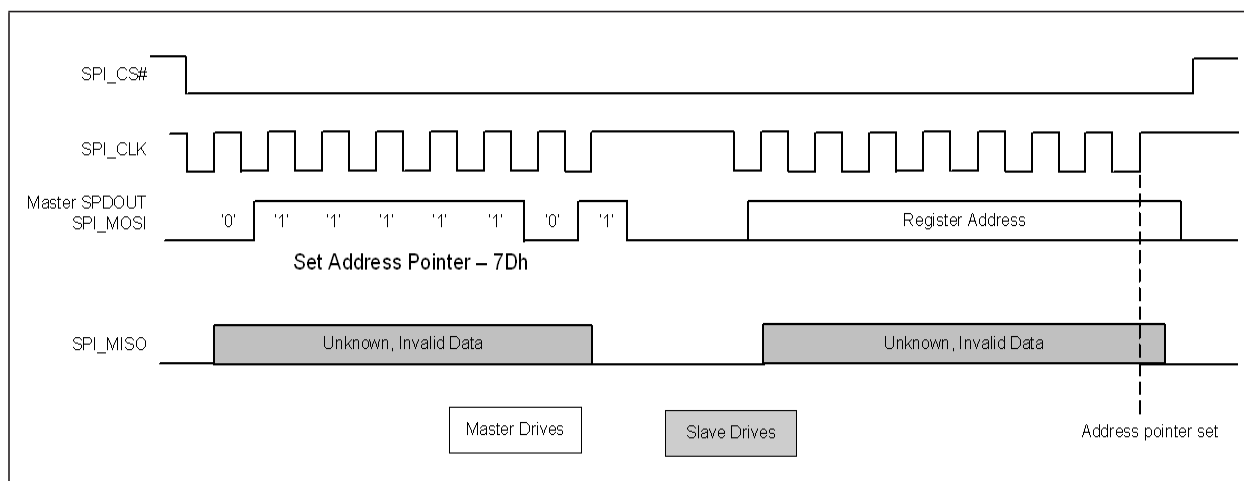 SPI_CS#
SPI_CLK
Master SPDOUT
SPI_MOSI
'0' '1' '1' '1' '1' '1' '0' '1'
Register Address
Set Address Pointer – 7Dh
SPI_MISO
Unknown, Invalid Data
Unknown, Invalid Data
Master Drives
Slave Drives
Address pointer set